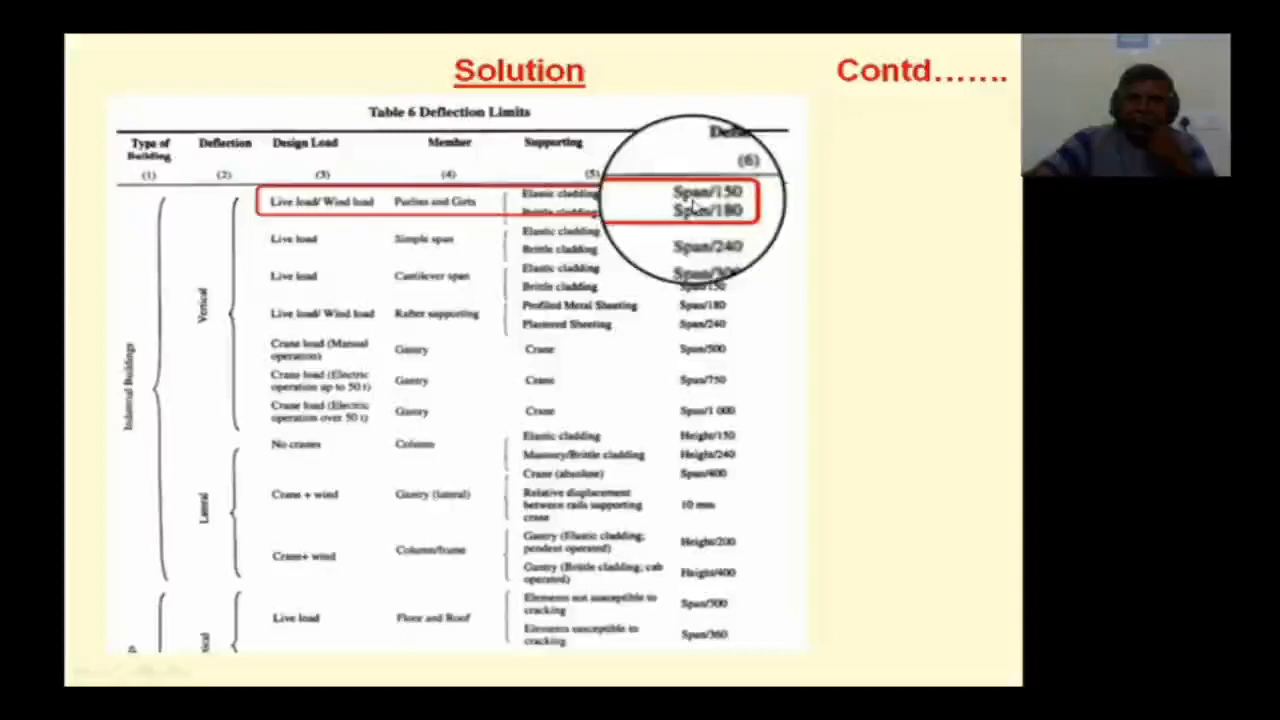 Solution Contd.......
Table 6 Deflection Limits
Type of Building Deflection Design Load Member Supporting
(1) (2) (3) (4) (5) (6)
Live load/ Wind load Purlins and Girts Elastic cladding Span/150
Brittle cladding Span/180
Live load Simple span Elastic cladding Span/240
Brittle cladding
Live load Cantilever span Elastic cladding
Brittle cladding Span/150
Live load/ Wind load Rafter supporting Profiled Metal Sheeting Span/180
Plastered Sheeting Span/240
Crane load (Manual operation) Gantry Crane Span/500
Crane load (Electric operation up to 50 t) Gantry Crane Span/750
Crane load (Electric operation over 50 t) Gantry Crane Span/1 000
No cranes Column Elastic cladding Height/150
Masonry/Brittle cladding Height/240
Crane + wind Gantry (lateral) Crane (absolute) Span/400
Relative displacement between rails supporting crane 10 mm
Crane+ wind Column/frame Gantry (Elastic cladding; pendent operated) Height/200
Gantry (Brittle cladding; cab operated) Height/400
Live load Floor and Roof Elements not susceptible to cracking Span/300
Elements susceptible to cracking Span/360
Industrial Buildings
Vertical
Lateral